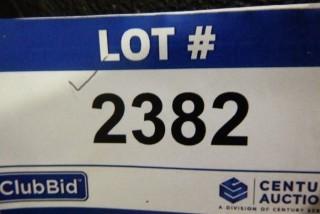 LOT #
2382
ClubBid
CENTU
AUCTIO
A DIVISION OF CENTURY